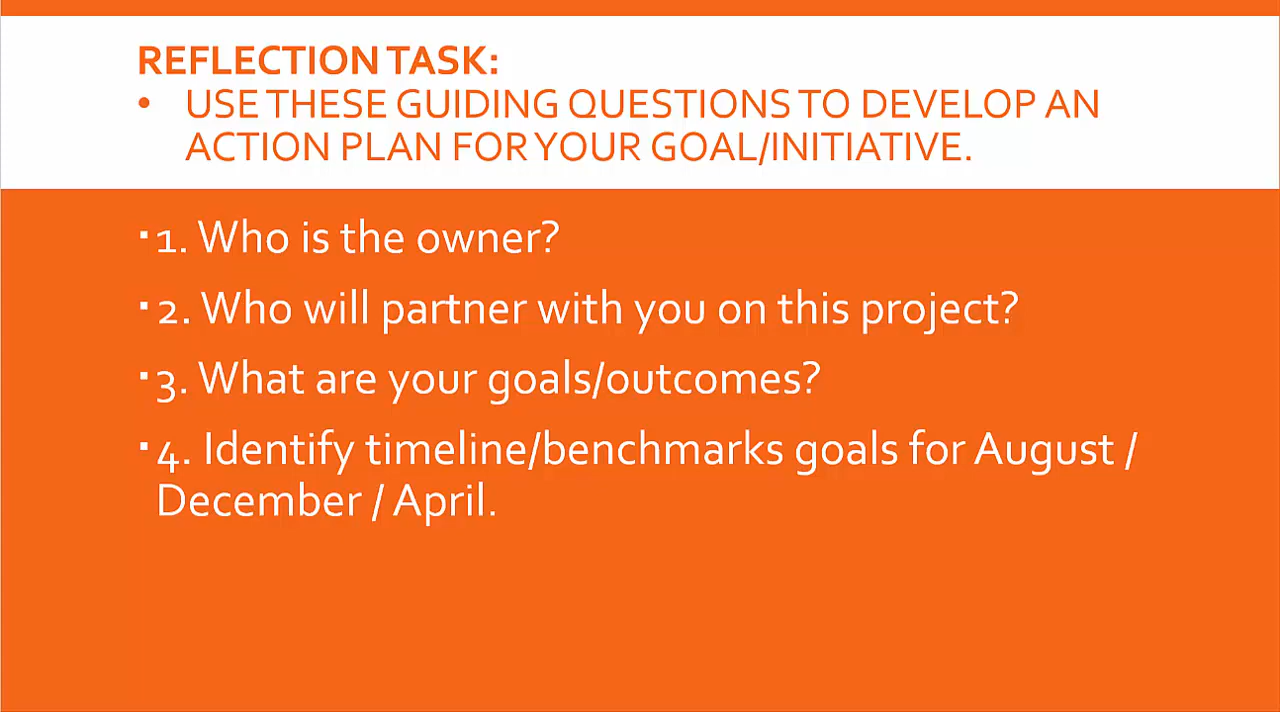 REFLECTION TASK:
• USE THESE GUIDING QUESTIONS TO DEVELOP AN
ACTION PLAN FOR YOUR GOAL/INITIATIVE.
▪ 1. Who is the owner?
▪ 2. Who will partner with you on this project?
▪ 3. What are your goals/outcomes?
▪ 4. Identify timeline/benchmarks goals for August /
December / April.